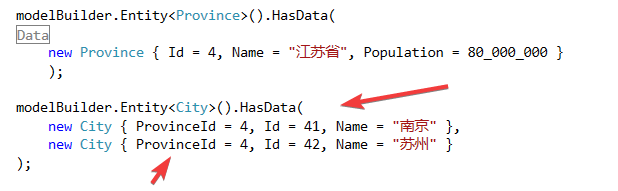 modelBuilder.Entity<Province>().HasData(
Data
new Province { Id = 4, Name = "江苏省", Population = 80_000_000 }
);
modelBuilder.Entity<City>().HasData(
new City { ProvinceId = 4, Id = 41, Name = "南京" },
new City { ProvinceId = 4, Id = 42, Name = "苏州" }
);